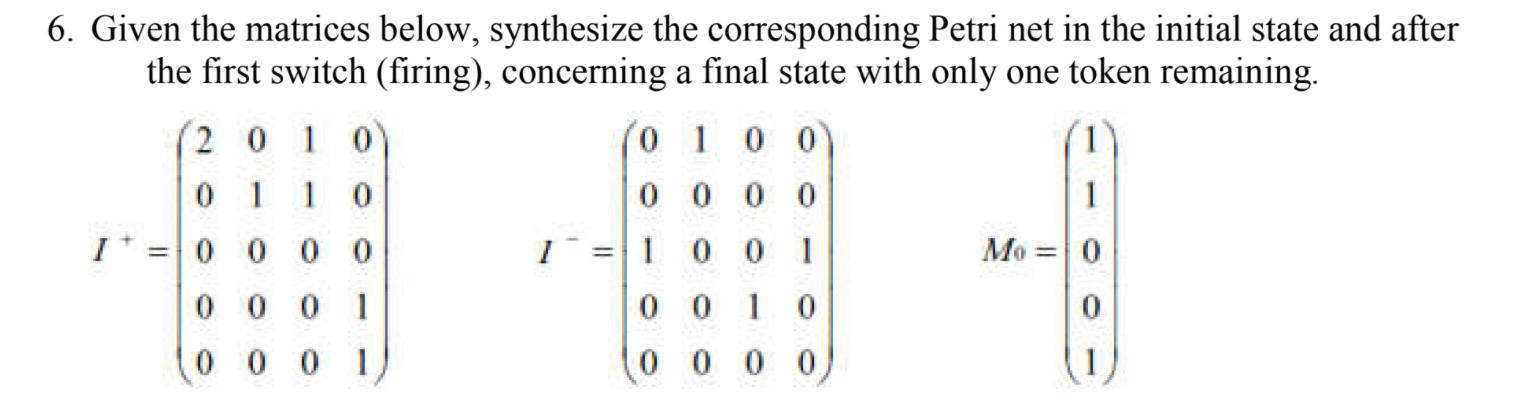 6. Given the matrices below, synthesize the corresponding Petri net in the initial state and after
the first switch (firing), concerning a final state with only one token remaining.
2 0 1 0 0 1 0 0 1
0 1 1 0 0 0 0 0 1
I + = 0 0 0 0 I - = 1 0 0 1 M0 = 0
0 0 0 1 0 0 1 0 0
0 0 0 1 0 0 0 0 1